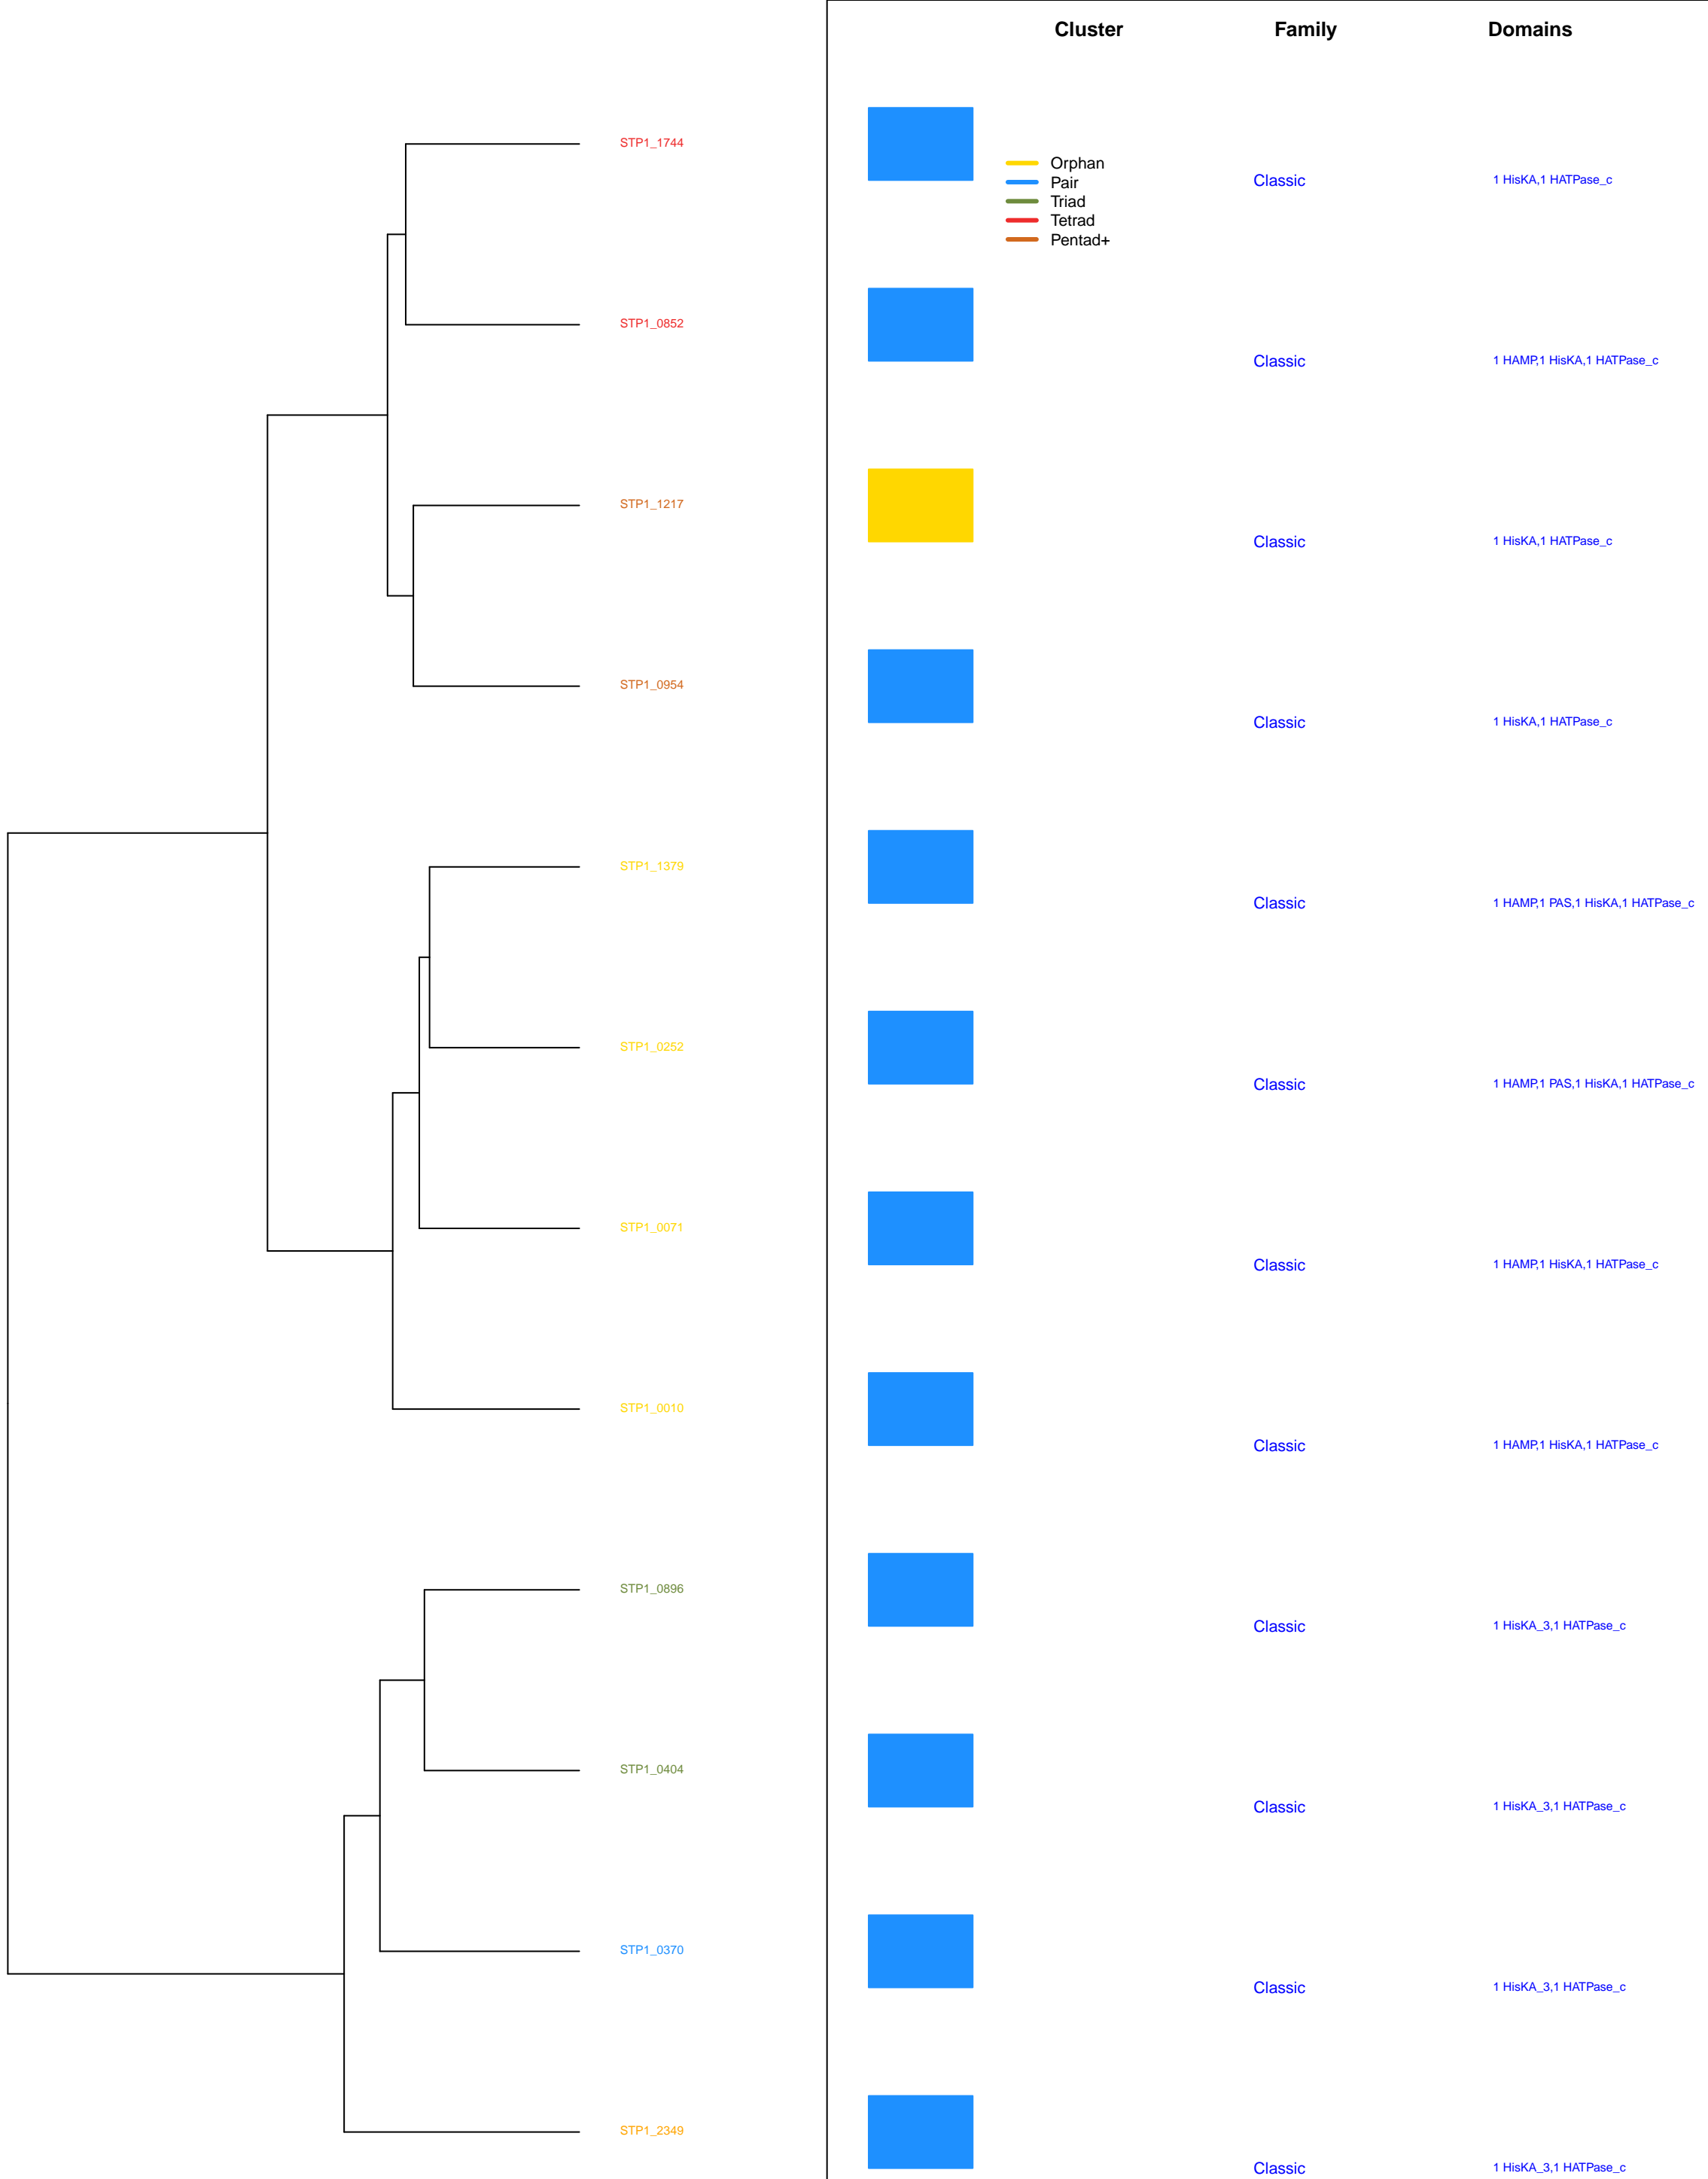 Cluster Family Domains
STP1_1744
Orphan
Pair
Triad
Tetrad
Pentad+
Classic 1 HisKA,1 HATPase_c
STP1_0852
Classic 1 HAMP,1 HisKA,1 HATPase_c
STP1_1217
Classic 1 HisKA,1 HATPase_c
STP1_0954
Classic 1 HisKA,1 HATPase_c
STP1_1379
Classic 1 HAMP,1 PAS,1 HisKA,1 HATPase_c
STP1_0252
Classic 1 HAMP,1 PAS,1 HisKA,1 HATPase_c
STP1_0071
Classic 1 HAMP,1 HisKA,1 HATPase_c
STP1_0010
Classic 1 HAMP,1 HisKA,1 HATPase_c
STP1_0896
Classic 1 HisKA_3,1 HATPase_c
STP1_0404
Classic 1 HisKA_3,1 HATPase_c
STP1_0370
Classic 1 HisKA_3,1 HATPase_c
STP1_2349
Classic 1 HisKA_3,1 HATPase_c